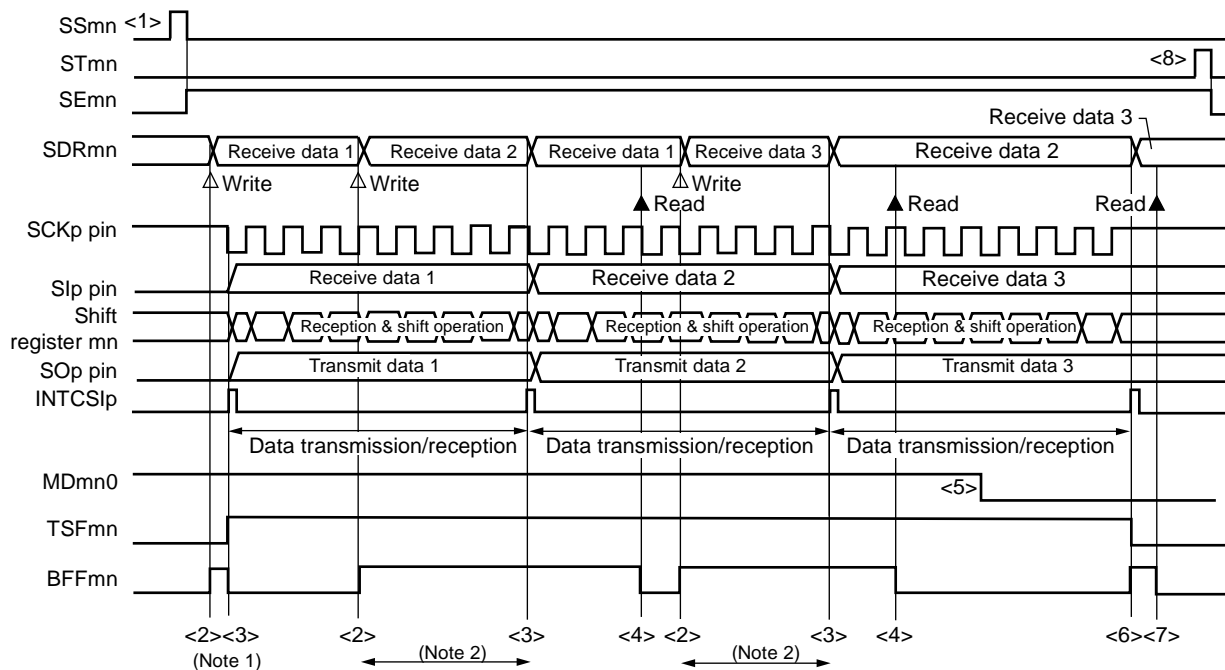 SSmn <1>
STmn <8>
SEmn
Receive data 3
SDRmn Receive data 1 Receive data 2 Receive data 1 Receive data 3 Receive data 2
Write Write Write
Read Read Read
SCKp pin
SIp pin Receive data 1 Receive data 2 Receive data 3
Shift
register mn Reception & shift operation Reception & shift operation Reception & shift operation
SOp pin Transmit data 1 Transmit data 2 Transmit data 3
INTCSIp
Data transmission/reception Data transmission/reception Data transmission/reception
MDmn0 <5>
TSFmn
BFFmn
<2> <3> <2> <3> <4> <2> <3> <4> <6> <7>
(Note 1) (Note 2) (Note 2)